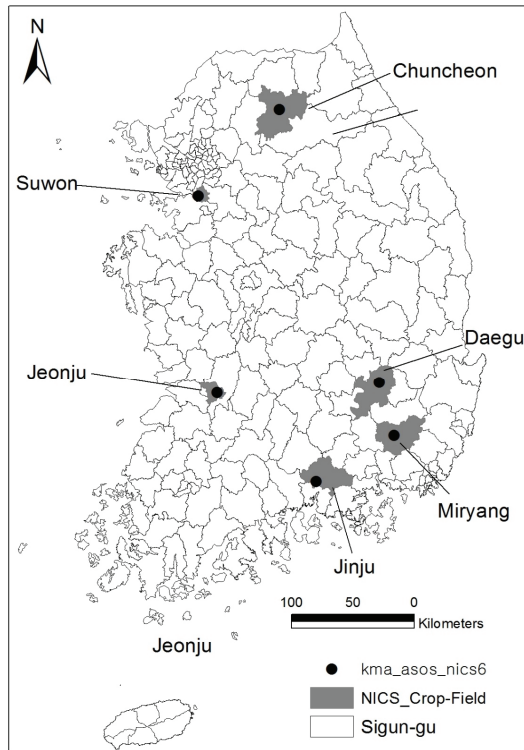 N
Chuncheon
Suwon
Daegu
Jeonju
Miryang
Jinju
100 50 0
Kilometers
Jeonju
kma_asos_nics6
NICS_Crop-Field
Sigun-gu